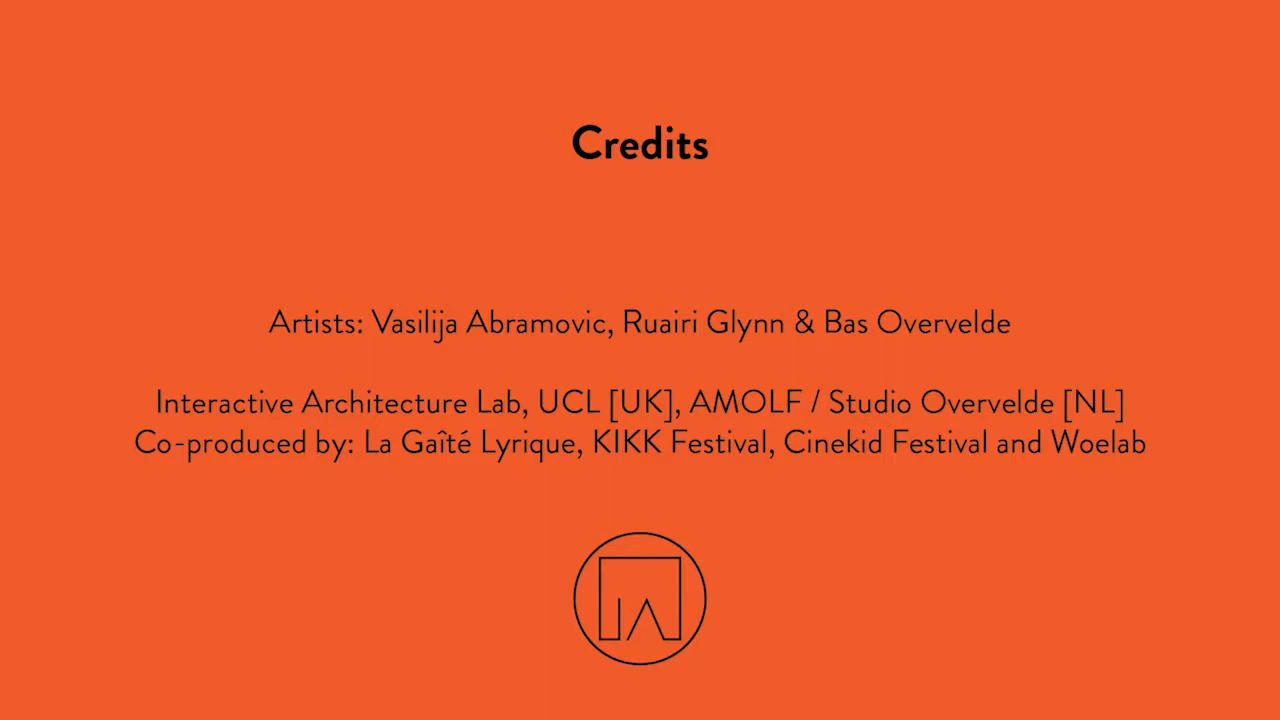 Credits
Artists: Vasilija Abramovic, Ruairi Glynn & Bas Overvelde
Interactive Architecture Lab, UCL [UK], AMOLF / Studio Overvelde [NL]
Co-produced by: La Gaîté Lyrique, KIKK Festival, Cinekid Festival and Woelab